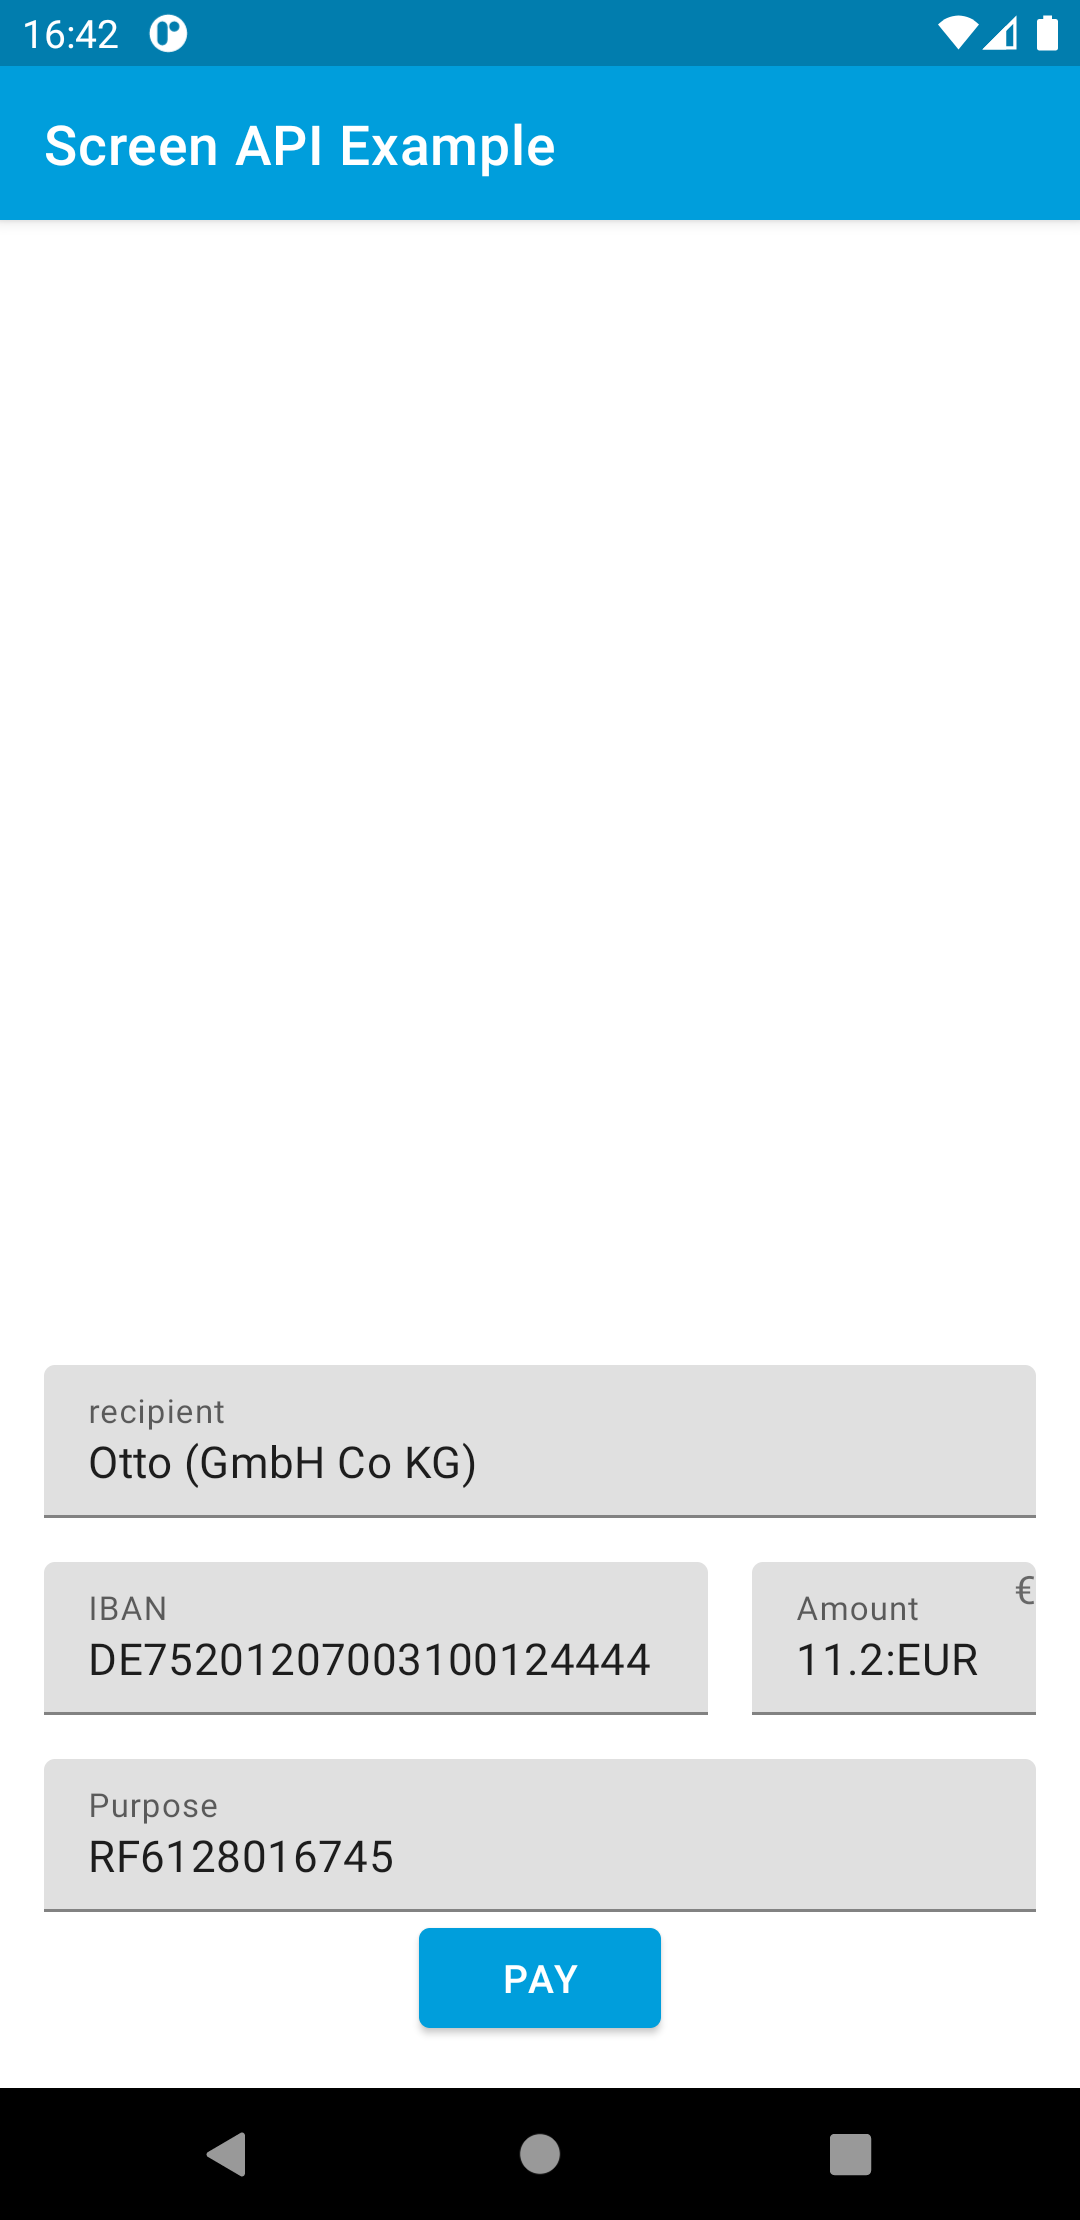 16:42
Screen API Example
recipient
Otto (GmbH Co KG)
IBAN
DE75201207003100124444
Amount €
11.2:EUR
Purpose
RF6128016745
PAY